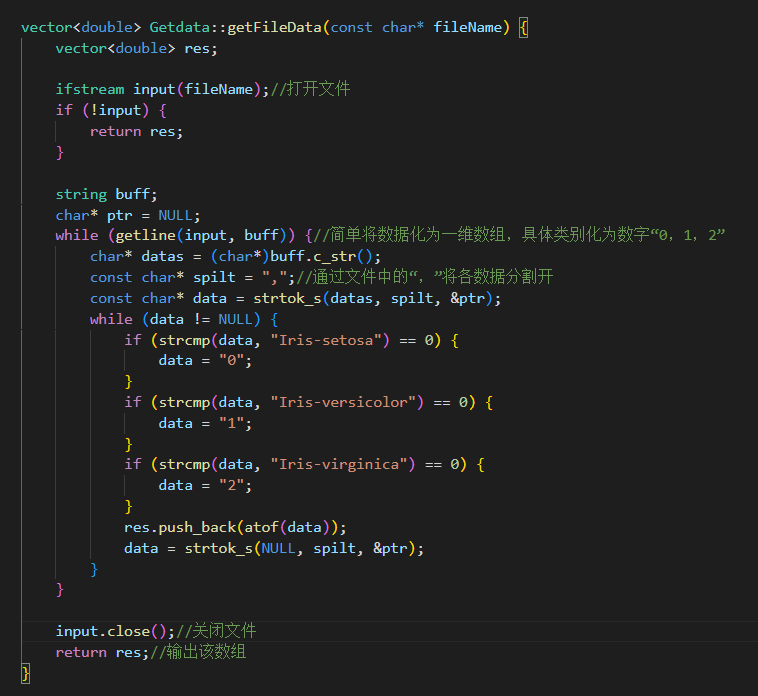 vector<double> Getdata::getFileData(const char* fileName) {
    vector<double> res;

    ifstream input(fileName);//打开文件
    if (!input) {
        return res;
    }

    string buff;
    char* ptr = NULL;
    while (getline(input, buff)) {//简单将数据化为一维数组，具体类别化为数字“0，1，2”
        char* datas = (char*)buff.c_str();
        const char* spilt = ",";//通过文件中的“，”将各数据分割开
        const char* data = strtok_s(datas, spilt, &ptr);
        while (data != NULL) {
            if (strcmp(data, "Iris-setosa") == 0) {
                data = "0";
            }
            if (strcmp(data, "Iris-versicolor") == 0) {
                data = "1";
            }
            if (strcmp(data, "Iris-virginica") == 0) {
                data = "2";
            }
            res.push_back(atof(data));
            data = strtok_s(NULL, spilt, &ptr);
        }
    }

    input.close();//关闭文件
    return res;//输出该数组
}